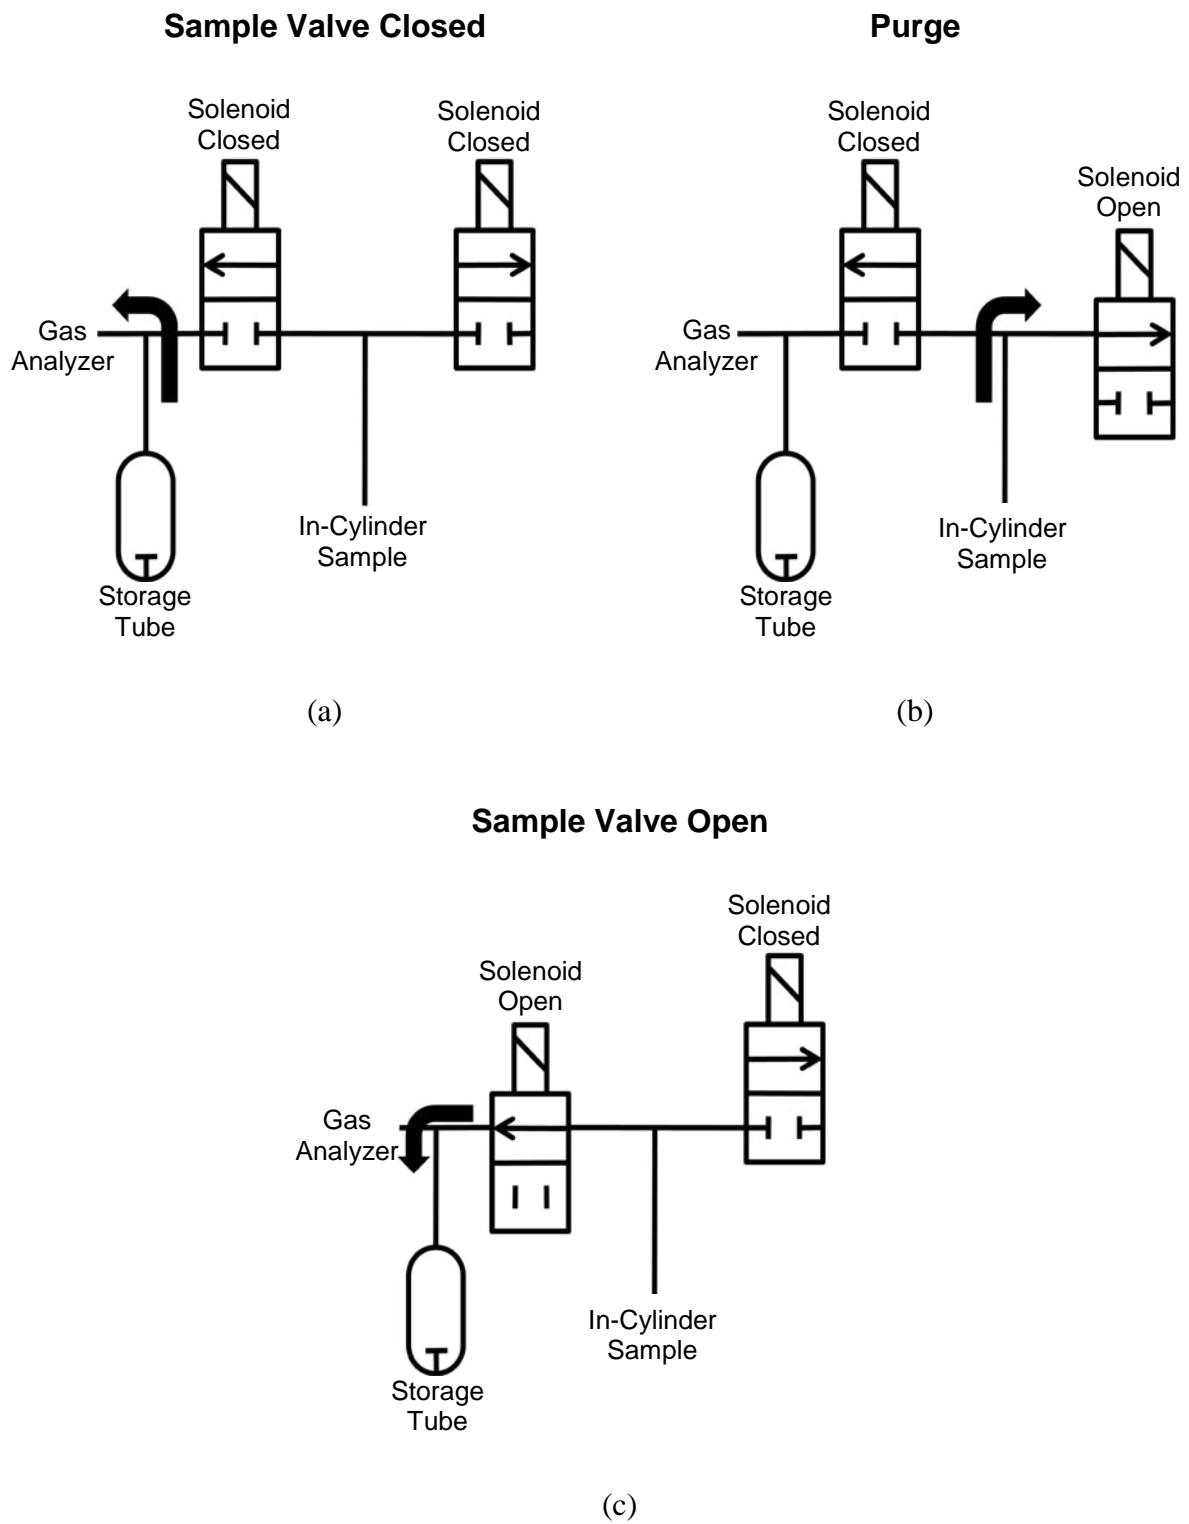 Sample Valve Closed
Purge
Solenoid
Closed
Solenoid
Closed
Gas
Analyzer
In-Cylinder
Sample
Storage
Tube
(a)
Solenoid
Closed
Solenoid
Open
Gas
Analyzer
In-Cylinder
Sample
Storage
Tube
(b)
Sample Valve Open
Solenoid
Closed
Solenoid
Open
Gas
Analyzer
In-Cylinder
Sample
Storage
Tube
(c)